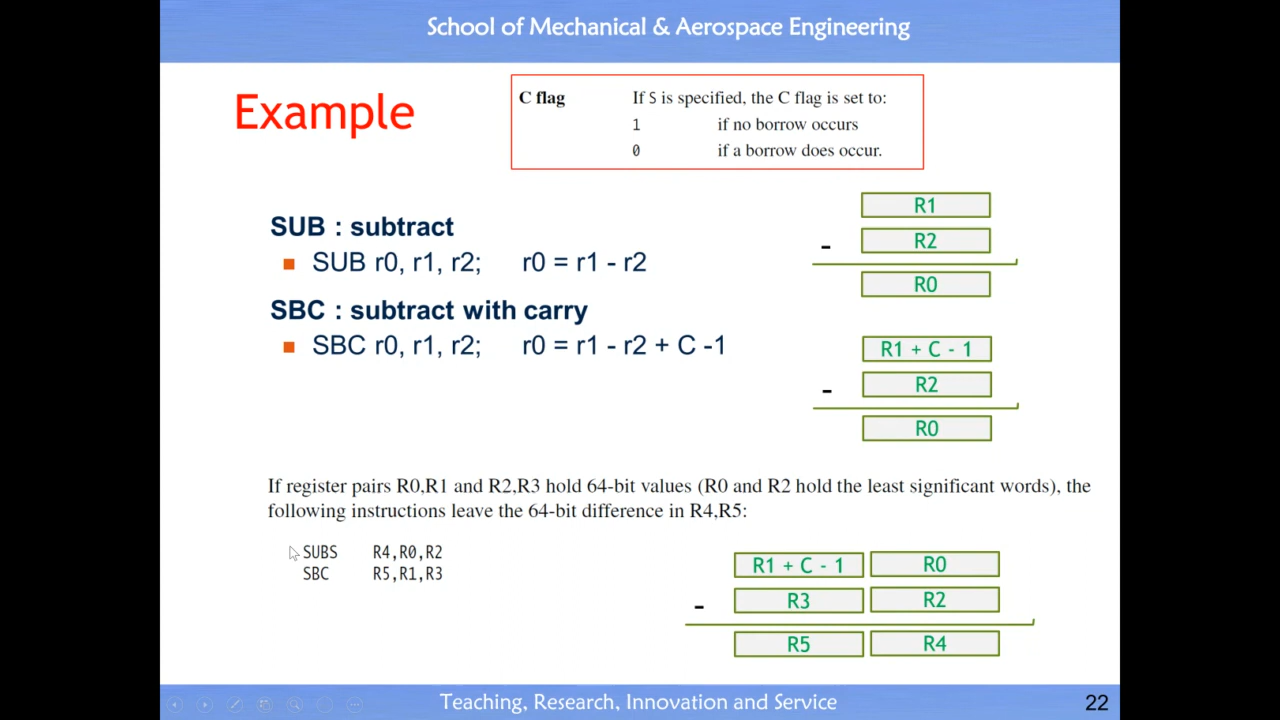 School of Mechanical & Aerospace Engineering
Example
C flag If S is specified, the C flag is set to:
1 if no borrow occurs
0 if a borrow does occur.
SUB : subtract
SUB r0, r1, r2; r0 = r1 - r2
SBC : subtract with carry
SBC r0, r1, r2; r0 = r1 - r2 + C -1
R1
- R2
R0
R1 + C - 1
- R2
R0
If register pairs R0,R1 and R2,R3 hold 64-bit values (R0 and R2 hold the least significant words), the
following instructions leave the 64-bit difference in R4,R5:
SUBS R4,R0,R2
SBC R5,R1,R3
R1 + C - 1 R0
- R3 R2
R5 R4
Teaching, Research, Innovation and Service
22